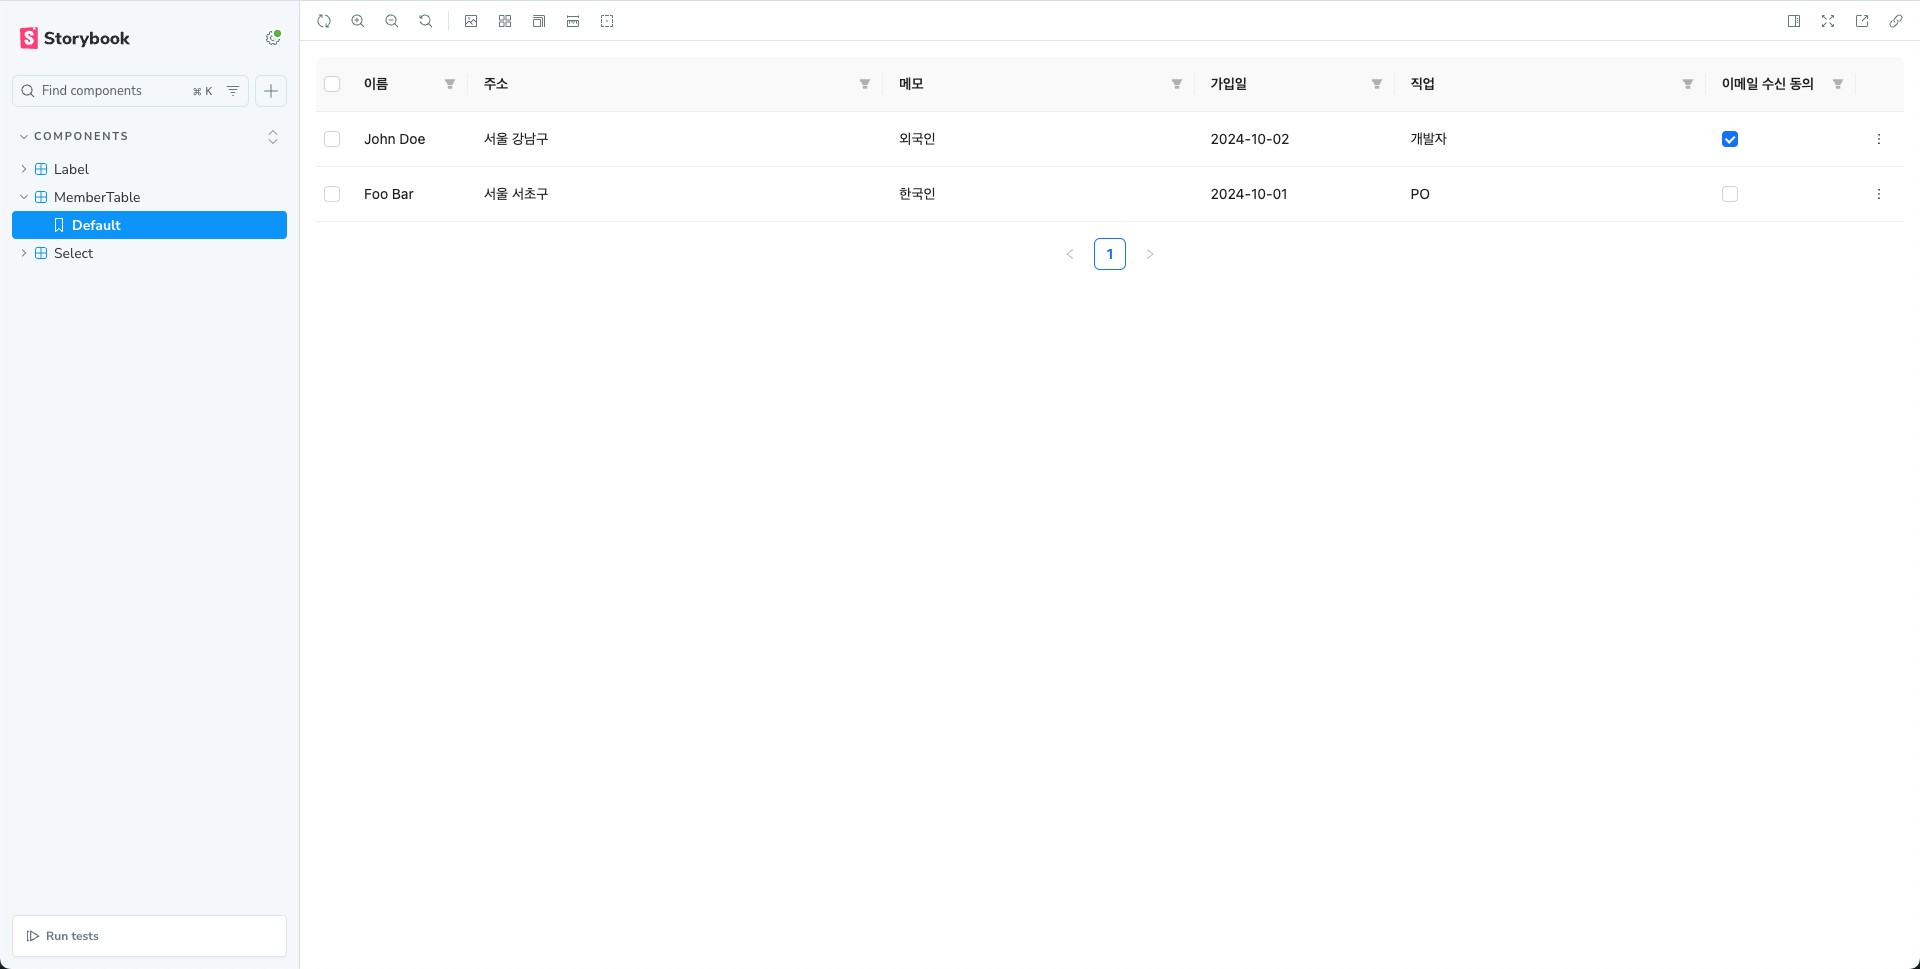 Storybook
Find components ⌘ K
COMPONENTS
Label
MemberTable
Default
Select
Run tests
이름 주소 메모 가입일 직업 이메일 수신 동의
John Doe 서울 강남구 외국인 2024-10-02 개발자
Foo Bar 서울 서초구 한국인 2024-10-01 PO
1